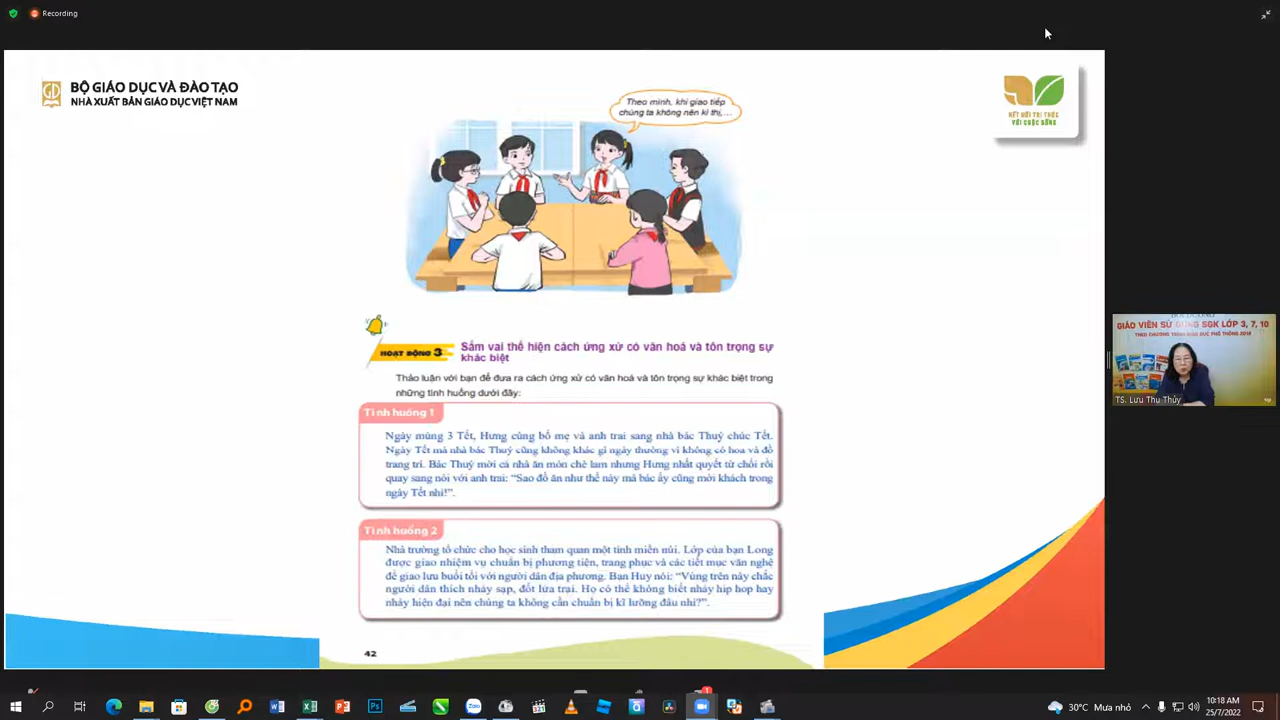 Recording
BỘ GIÁO DỤC VÀ ĐÀO TẠO
NHÀ XUẤT BẢN GIÁO DỤC VIỆT NAM
KẾT NỐI TRI THỨC
VỚI CUỘC SỐNG
Theo mình, khi giao tiếp
chúng ta không nên kì thị,...
HOẠT ĐỘNG 3
Sắm vai thể hiện cách ứng xử có văn hoá và tôn trọng sự
khác biệt
Thảo luận với bạn để đưa ra cách ứng xử có văn hoá và tôn trọng sự khác biệt trong
những tình huống dưới đây:
Tình huống 1
Ngày mùng 3 Tết, Hưng cùng bố mẹ và anh trai sang nhà bác Thuỷ chúc Tết.
Ngày Tết mà nhà bác Thuỷ cũng không khác gì ngày thường vì không có hoa và đồ
trang trí. Bác Thuỷ mời cả nhà ăn món chè lam nhưng Hưng nhất quyết từ chối rồi
quay sang nói với anh trai: “Sao đồ ăn như thế này mà bác ấy cũng mời khách trong
ngày Tết nhỉ!”.
Tình huống 2
Nhà trường tổ chức cho học sinh tham quan một tỉnh miền núi. Lớp của bạn Long
được giao nhiệm vụ chuẩn bị phương tiện, trang phục và các tiết mục văn nghệ
để giao lưu buổi tối với người dân địa phương. Bạn Huy nói: “Vùng trên này chắc
người dân thích nhảy sạp, đốt lửa trại. Họ có thể không biết nhảy hip hop hay
nhảy hiện đại nên chúng ta không cần chuẩn bị kĩ lưỡng đâu nhỉ?”.
42
GIÁO VIÊN SỬ DỤNG SGK LỚP 3, 7, 10
THEO CHƯƠNG TRÌNH GIÁO DỤC PHỔ THÔNG 2018
TS. Lưu Thu Thủy
30°C Mưa nhỏ
10:18 AM
25/7/2022